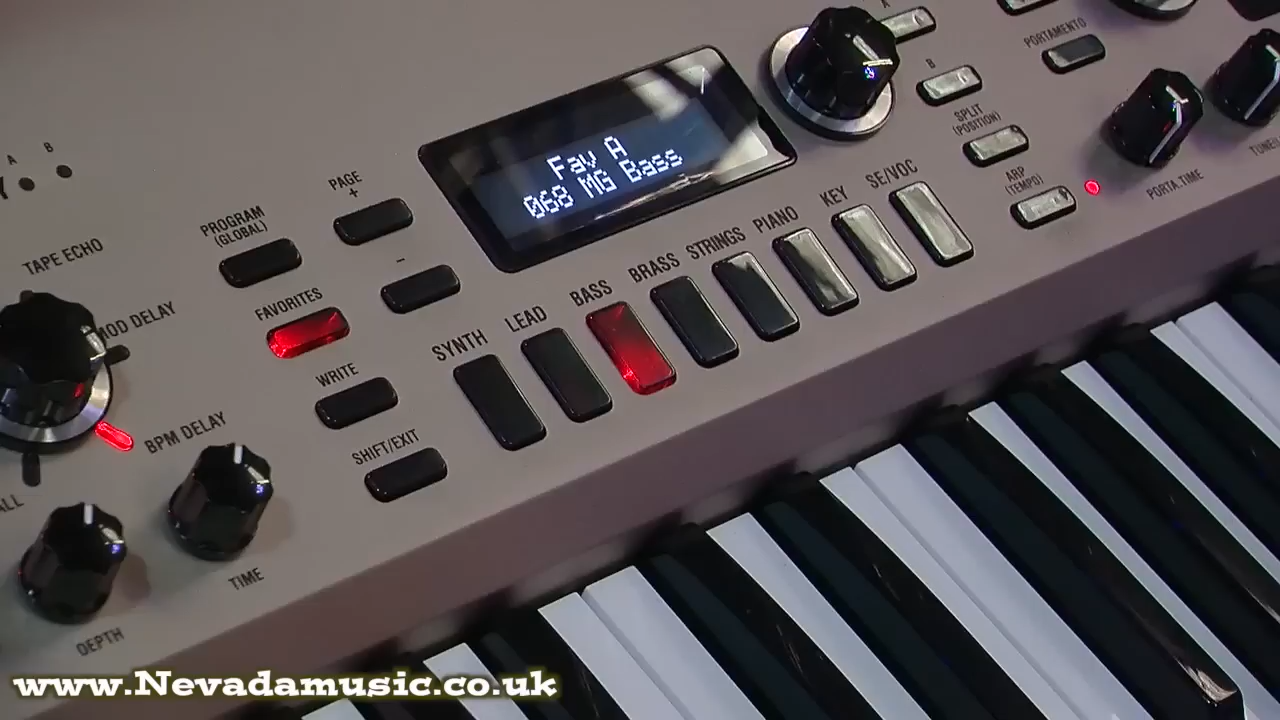 A
B
PORTAMENTO
SPLIT
(POSITION)
ARP
(TEMPO)
PORTA.TIME
Fav A
068 MG Bass
A B
TAPE ECHO
MOD DELAY
BPM DELAY
TIME
DEPTH
PROGRAM
(GLOBAL)
PAGE
+
-
FAVORITES
WRITE
SHIFT/EXIT
SYNTH
LEAD
BASS
BRASS
STRINGS
PIANO
KEY
SE/VOC
www.Nevadamusic.co.uk